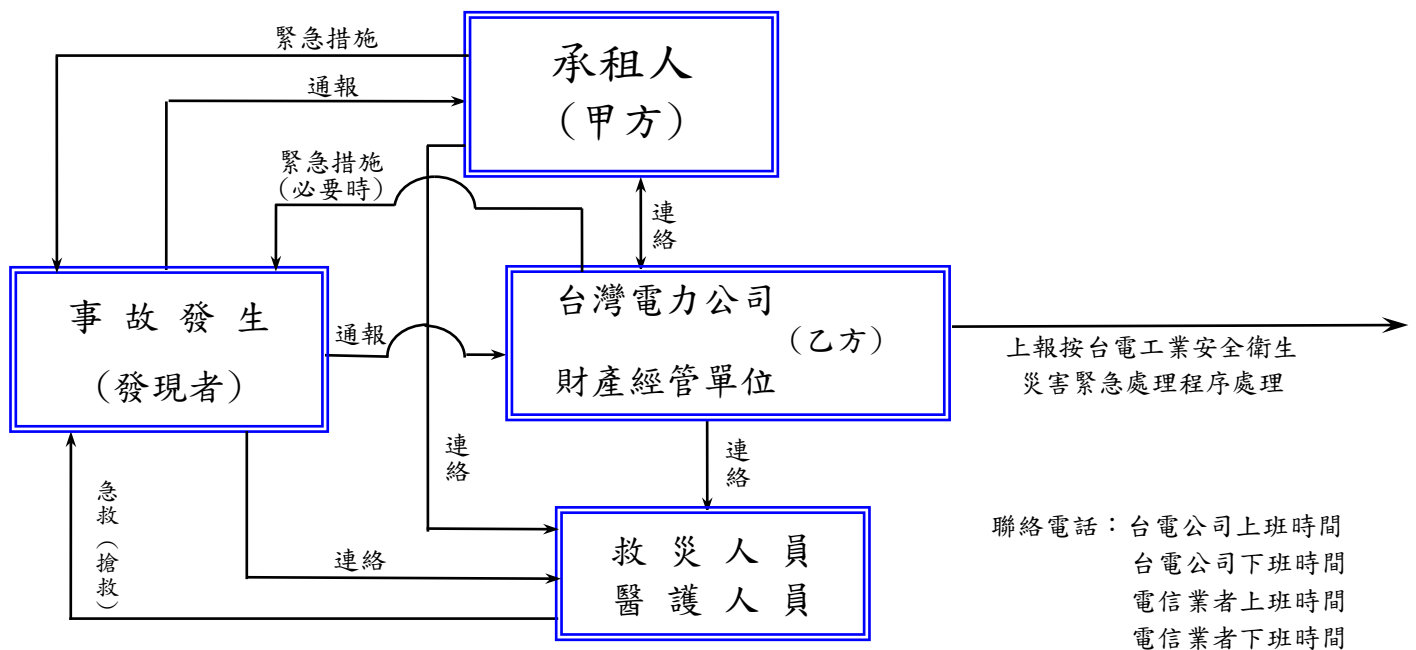 緊急措施
承租人
(甲方)
通報
緊急措施
(必要時)
連絡
事故發生
(發現者)
通報
台灣電力公司
(乙方)
財產經管單位
上報按台電工業安全衛生
災害緊急處理程序處理
連絡
連絡
急救(搶救)
連絡
救災人員
醫護人員
聯絡電話：台電公司上班時間
台電公司下班時間
電信業者上班時間
電信業者下班時間